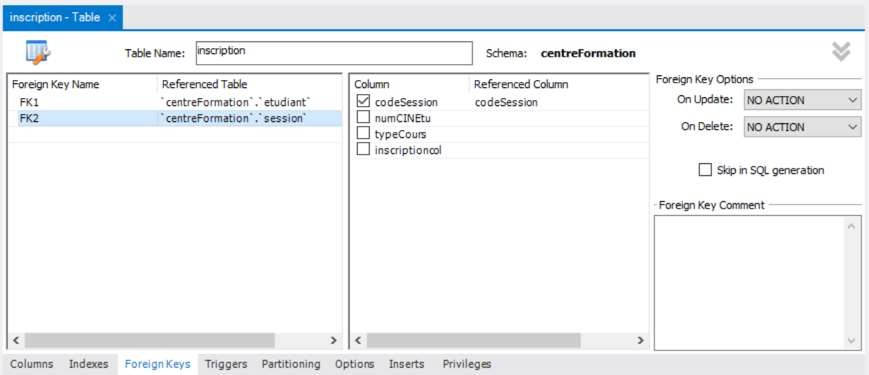 inscription - Table ×
Table Name: inscription Schema: centreFormation
Foreign Key Name Referenced Table
FK1 `centreFormation`.`etudiant`
FK2 `centreFormation`.`session`
Column Referenced Column
codeSession codeSession
numCINEtu
typeCours
inscriptioncol
Foreign Key Options
On Update: NO ACTION
On Delete: NO ACTION
Skip in SQL generation
Foreign Key Comment
Columns Indexes Foreign Keys Triggers Partitioning Options Inserts Privileges